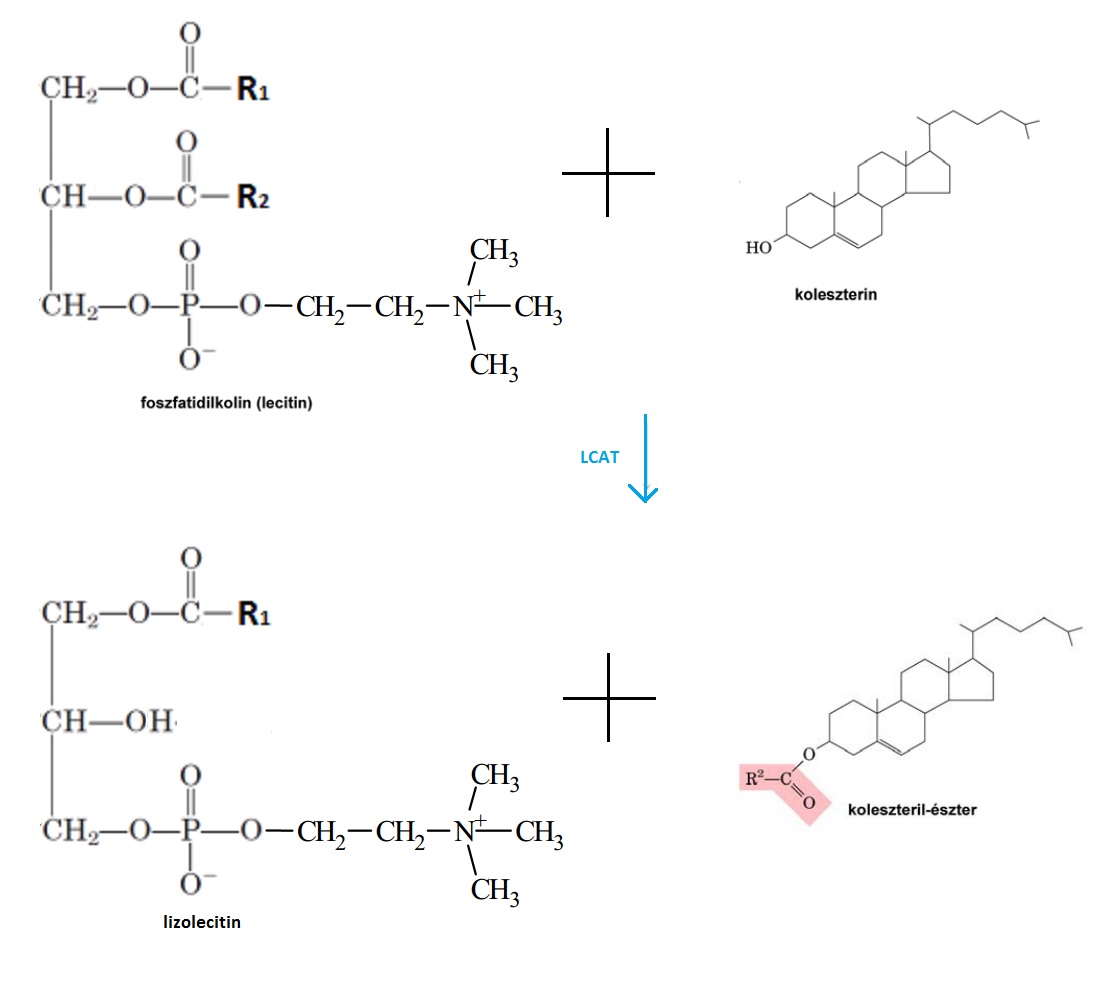 O
CH₂—O—C—R₁
O
CH—O—C—R₂
O
CH₃
CH₂—O—P—O—CH₂—CH₂—N⁺—CH₃
O⁻
CH₃
foszfatidilkolin (lecitin)
HO
koleszterin
LCAT
O
CH₂—O—C—R₁
CH—OH
O
CH₃
CH₂—O—P—O—CH₂—CH₂—N⁺—CH₃
O⁻
CH₃
lizolecitin
O
R²—C
O
koleszteril-észter